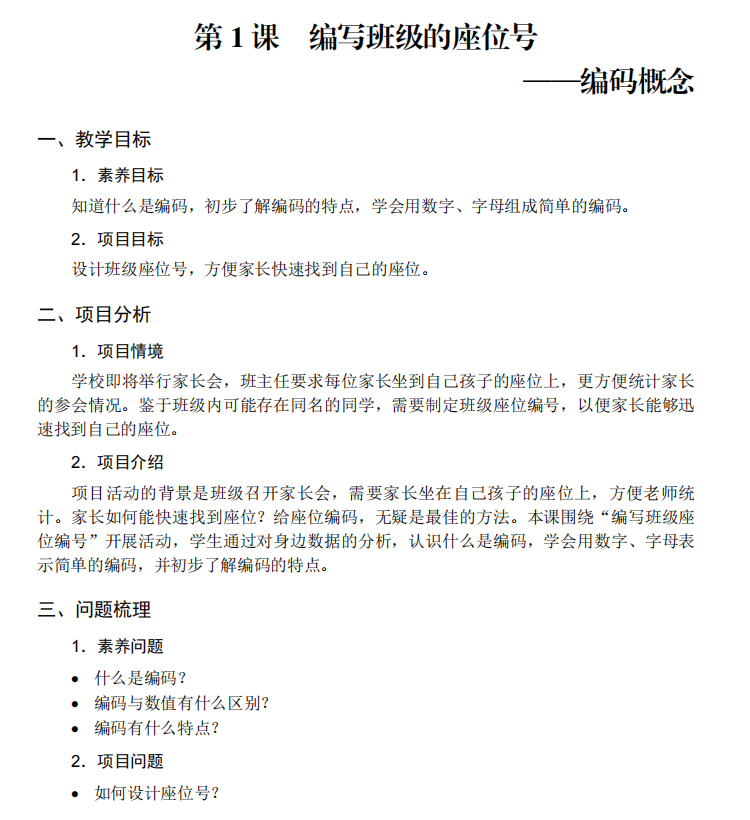 第 1 课　编写班级的座位号
——编码概念
一、教学目标
1．素养目标
知道什么是编码，初步了解编码的特点，学会用数字、字母组成简单的编码。
2．项目目标
设计班级座位号，方便家长快速找到自己的座位。
二、项目分析
1．项目情境
学校即将举行家长会，班主任要求每位家长坐到自己孩子的座位上，更方便统计家长
的参会情况。鉴于班级内可能存在同名的同学，需要制定班级座位编号，以便家长能够迅
速找到自己的座位。
2．项目介绍
项目活动的背景是班级召开家长会，需要家长坐在自己孩子的座位上，方便老师统
计。家长如何能快速找到座位？给座位编码，无疑是最佳的方法。本课围绕“编写班级座
位编号”开展活动，学生通过对身边数据的分析，认识什么是编码，学会用数字、字母表
示简单的编码，并初步了解编码的特点。
三、问题梳理
1．素养问题
• 什么是编码？
• 编码与数值有什么区别？
• 编码有什么特点？
2．项目问题
• 如何设计座位号？